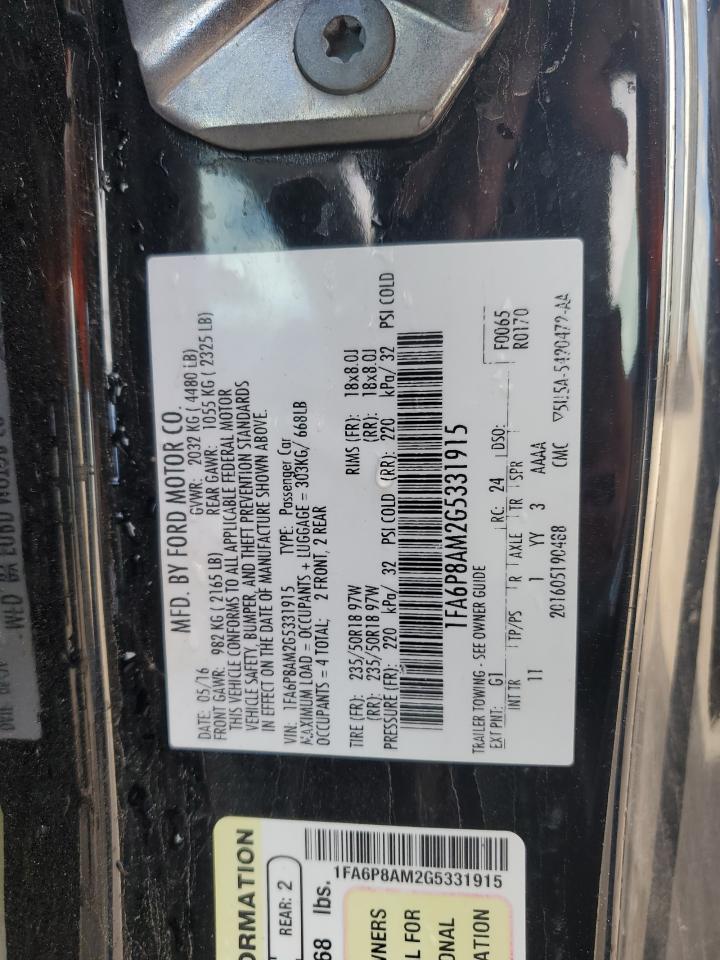 MFD. BY FORD MOTOR CO.
DATE: 05/16 GVWR: 2032 KG ( 4480 LB)
FRONT GAWR: 982 KG ( 2165 LB) REAR GAWR: 1055 KG ( 2325 LB)
THIS VEHICLE CONFORMS TO ALL APPLICABLE FEDERAL MOTOR
VEHICLE SAFETY, BUMPER, AND THEFT PREVENTION STANDARDS
IN EFFECT ON THE DATE OF MANUFACTURE SHOWN ABOVE.
VIN: 1FA6P8AM2G5331915 TYPE: Passenger Car
MAXIMUM LOAD = OCCUPANTS + LUGGAGE = 303KG/ 668LB
OCCUPANTS = 4 TOTAL; 2 FRONT, 2 REAR
TIRE (FR): 235/50R18 97W RIMS (FR): 18x8.0J
(RR): 235/50R18 97W (RR): 18x8.0J
PRESSURE (FR): 220 kPa/ 32 PSI COLD (RR): 220 kPa/ 32 PSI COLD
1FA6P8AM2G5331915
TRAILER TOWING - SEE OWNER GUIDE
F0065
EXT PNT: G1 RC: 24 DSO: R0170
INT TR TP/PS R AXLE TR SPR
11 1 YY 3 AAAA
20160519 CMC
ORMATION
REAR: 2
68 lbs.
1FA6P8AM2G5331915
WNERS
L FOR
ONAL
ATION